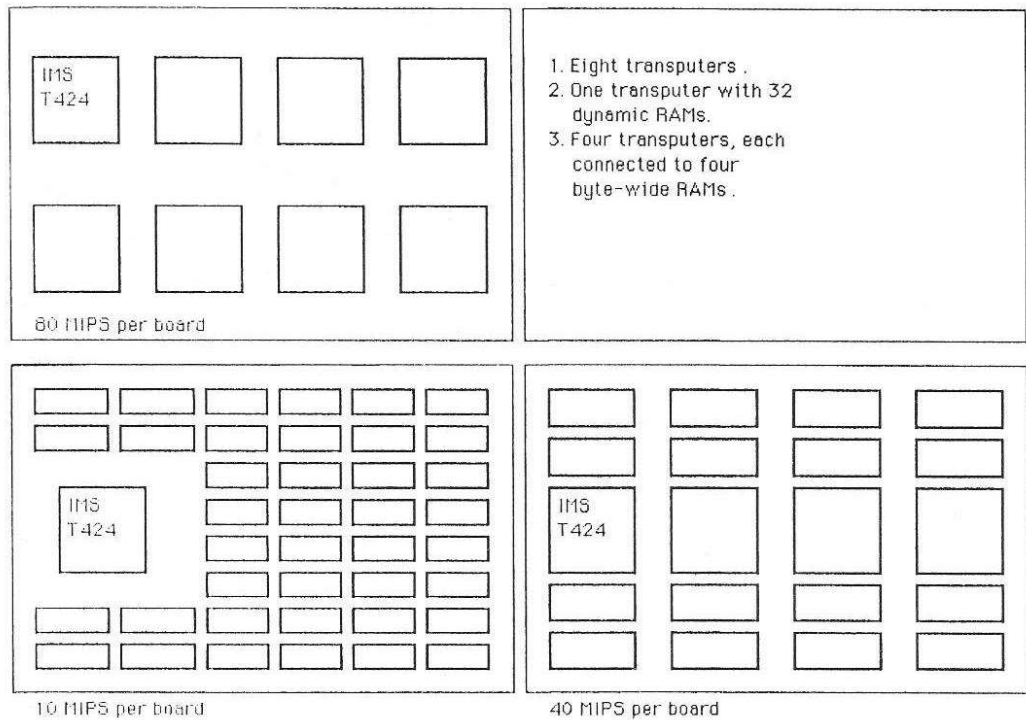 IMS
T424
80 MIPS per board
1. Eight transputers .
2. One transputer with 32
dynamic RAMs.
3. Four transputers, each
connected to four
byte-wide RAMs .
IMS
T424
10 MIPS per board
IMS
T424
40 MIPS per board